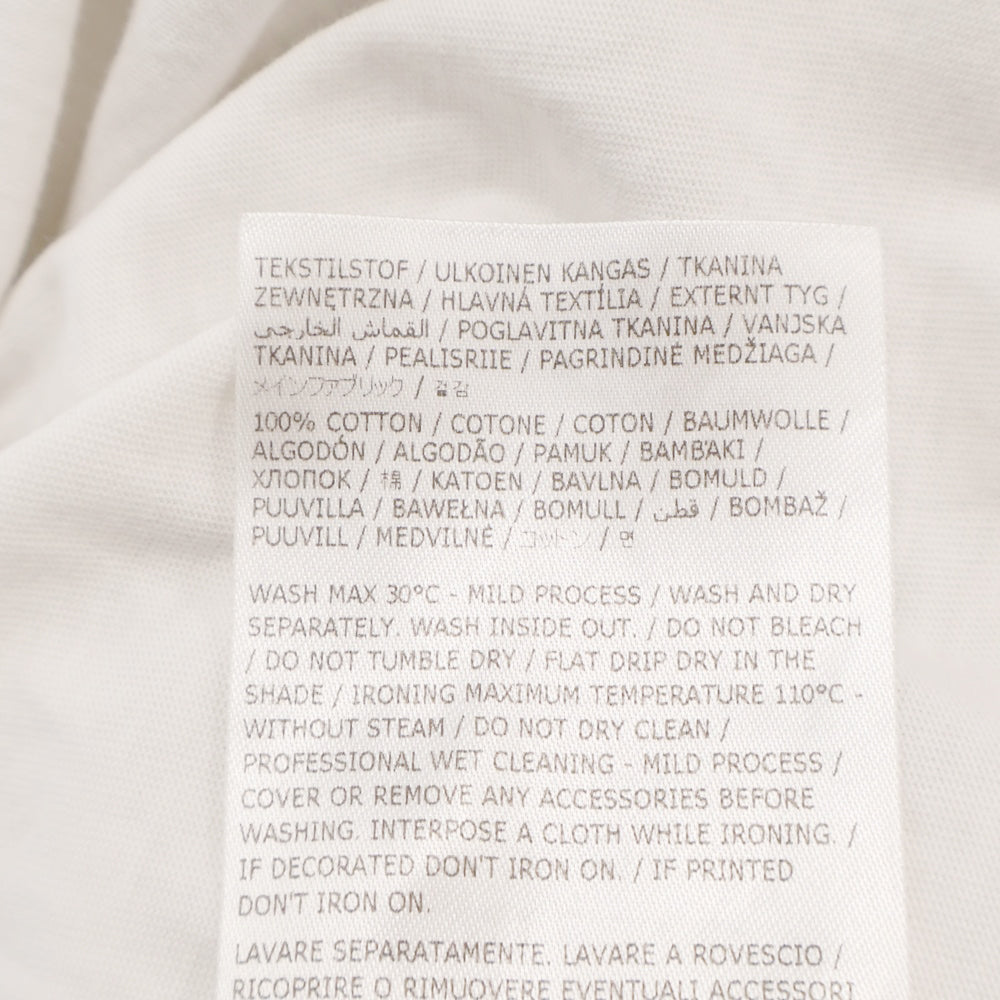 TEKSTILSTOF / ULKOINEN KANGAS / TKANINA
ZEWNĘTRZNA / HLAVNÁ TEXTÍLIA / EXTERNT TYG /
القماش الخارجي / POGLAVITNA TKANINA / VANJSKA
TKANINA / PEALISRIIE / PAGRINDINĖ MEDŽIAGA /
メインファブリック / 겉감
100% COTTON / COTONE / COTON / BAUMWOLLE /
ALGODÓN / ALGODÃO / PAMUK / BAMBAKI /
ХЛОПОК / 棉 / KATOEN / BAVLNA / BOMULD /
PUUVILLA / BAWEŁNA / BOMULL / قطن / BOMBAŽ /
PUUVILL / MEDVILNĖ / コットン / 면
WASH MAX 30°C - MILD PROCESS / WASH AND DRY
SEPARATELY. WASH INSIDE OUT. / DO NOT BLEACH
/ DO NOT TUMBLE DRY / FLAT DRIP DRY IN THE
SHADE / IRONING MAXIMUM TEMPERATURE 110°C -
WITHOUT STEAM / DO NOT DRY CLEAN /
PROFESSIONAL WET CLEANING - MILD PROCESS /
COVER OR REMOVE ANY ACCESSORIES BEFORE
WASHING. INTERPOSE A CLOTH WHILE IRONING. /
IF DECORATED DON'T IRON ON. / IF PRINTED
DON'T IRON ON.
LAVARE SEPARATAMENTE. LAVARE A ROVESCIO /
RICOPRIRE O RIMUOVERE EVENTUALI ACCESSORI